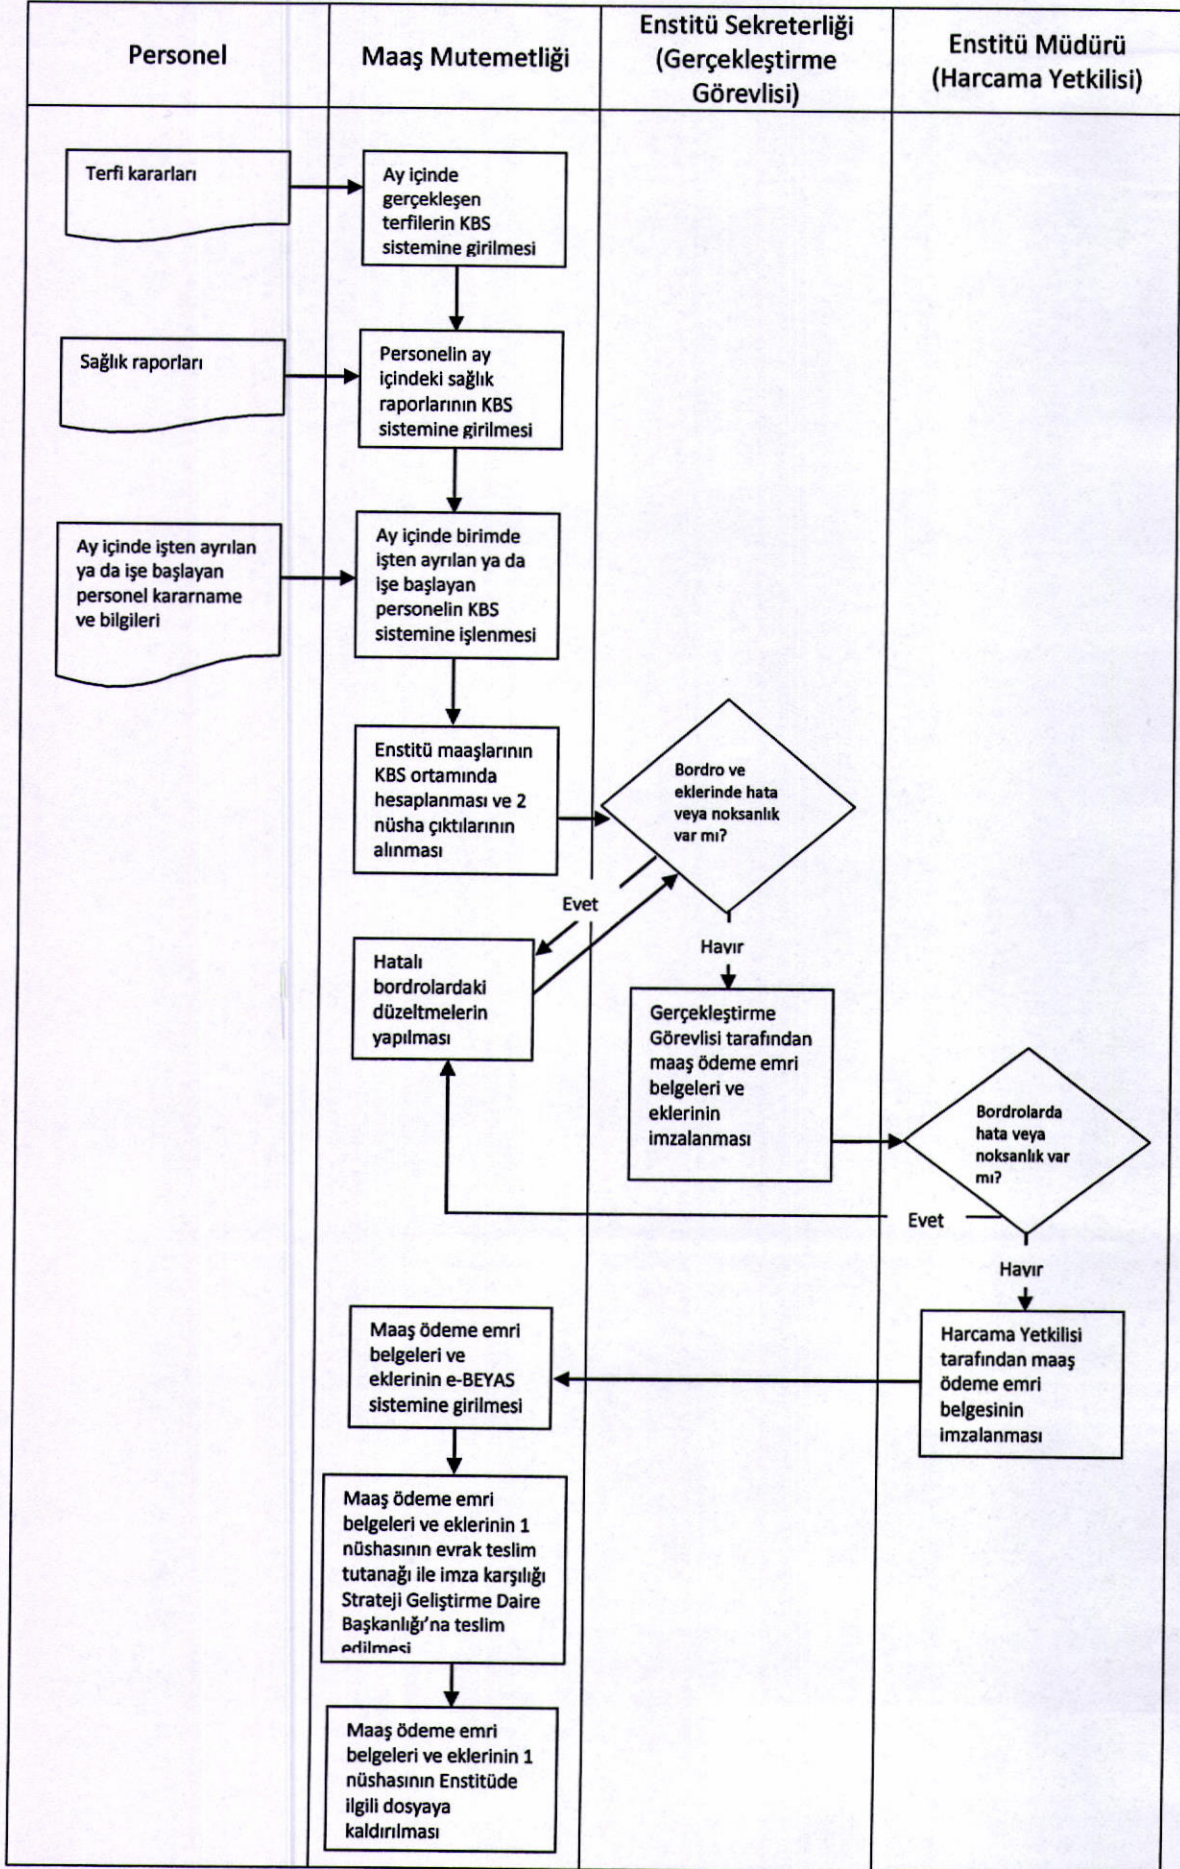 Personel
Maaş Mutemetliği
Enstitü Sekreterliği
(Gerçekleştirme
Görevlisi)
Enstitü Müdürü
(Harcama Yetkilisi)
Terfi kararları
Ay içinde
gerçekleşen
terfilerin KBS
sistemine girilmesi
Sağlık raporları
Personelin ay
içindeki sağlık
raporlarının KBS
sistemine girilmesi
Ay içinde işten ayrılan
ya da işe başlayan
personel kararname
ve bilgileri
Ay içinde birimde
işten ayrılan ya da
işe başlayan
personelin KBS
sistemine işlenmesi
Enstitü maaşlarının
KBS ortamında
hesaplanması ve 2
nüsha çıktılarının
alınması
Bordro ve
eklerinde hata
veya noksanlık
var mı?
Evet
Hayır
Hatalı
bordrolardaki
düzeltmelerin
yapılması
Gerçekleştirme
Görevlisi tarafından
maaş ödeme emri
belgeleri ve
eklerinin
imzalanması
Bordrolarda
hata veya
noksanlık var
mı?
Evet
Hayır
Harcama Yetkilisi
tarafından maaş
ödeme emri
belgesinin
imzalanması
Maaş ödeme emri
belgeleri ve
eklerinin e-BEYAS
sistemine girilmesi
Maaş ödeme emri
belgeleri ve eklerinin 1
nüshasının evrak teslim
tutanağı ile imza karşılığı
Strateji Geliştirme Daire
Başkanlığı’na teslim
edilmesi
Maaş ödeme emri
belgeleri ve eklerinin 1
nüshasının Enstitüde
ilgili dosyaya
kaldırılması